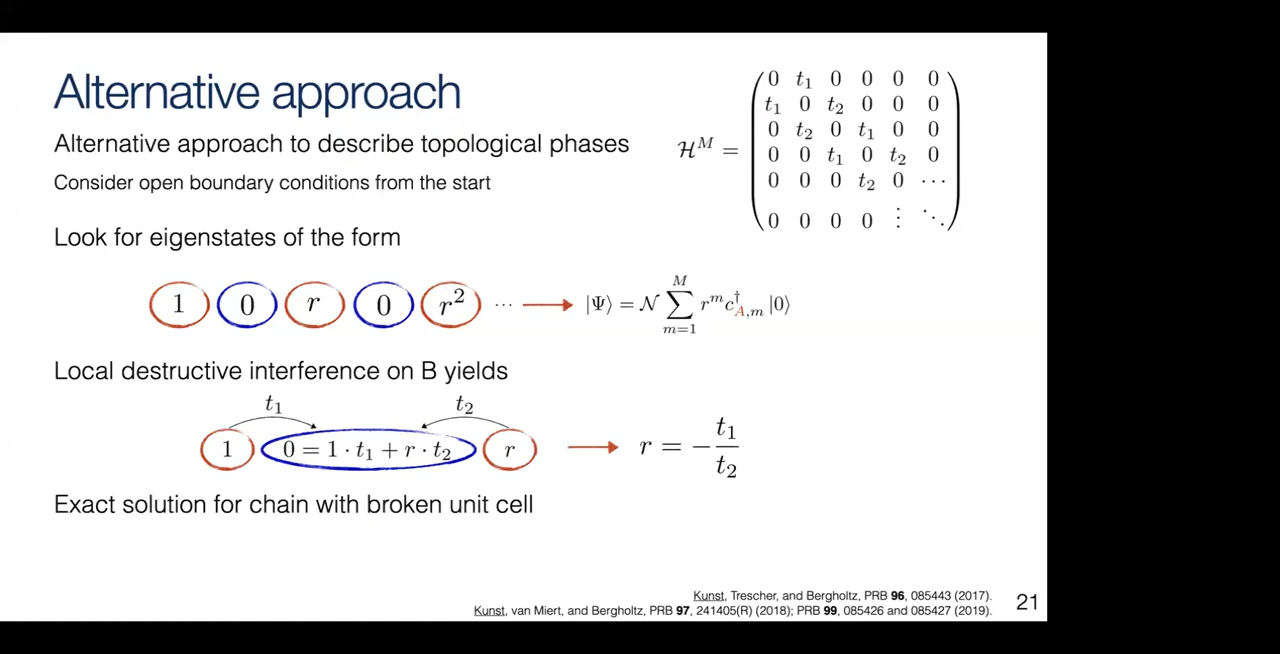 Alternative approach
Alternative approach to describe topological phases
Consider open boundary conditions from the start
Look for eigenstates of the form
ℋ^M = ( 0 t₁ 0 0 0 0
t₁ 0 t₂ 0 0 0
0 t₂ 0 t₁ 0 0
0 0 t₁ 0 t₂ 0
0 0 0 t₂ 0 ⋯
0 0 0 0 ⋮ ⋱ )
1 0 r 0 r² ⋯ → |Ψ⟩ = 𝒩 ∑_{m=1}^{M} r^m c^†_{A,m} |0⟩
Local destructive interference on B yields
t₁ t₂
1 0 = 1 · t₁ + r · t₂ r → r = −t₁/t₂
Exact solution for chain with broken unit cell
Kunst, Trescher, and Bergholtz, PRB 96, 085443 (2017).
Kunst, van Miert, and Bergholtz, PRB 97, 241405(R) (2018); PRB 99, 085426 and 085427 (2019).
21